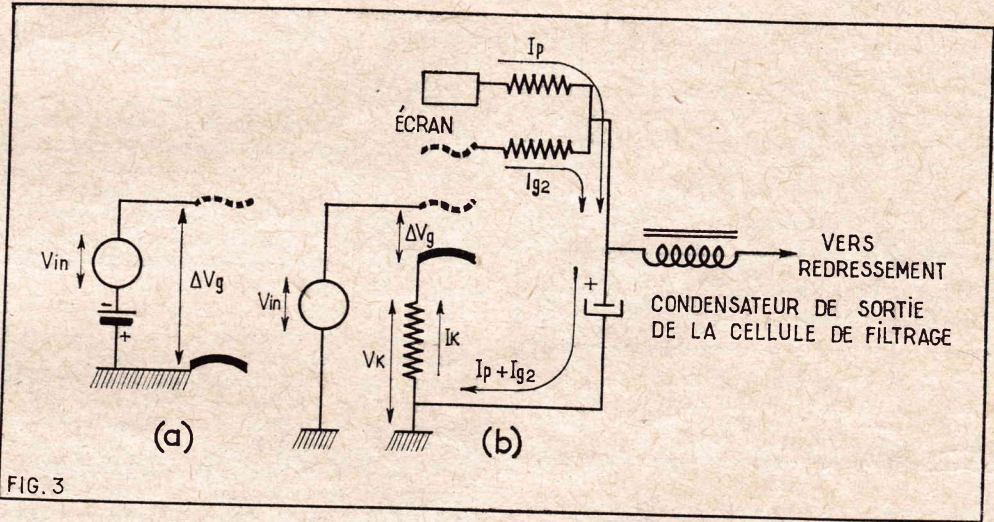 Ip
ÉCRAN
Ig2
Vin
ΔVg
-
+
(a)
Vin
ΔVg
VK
IK
Ip + Ig2
(b)
+
VERS
REDRESSEMENT
CONDENSATEUR DE SORTIE
DE LA CELLULE DE FILTRAGE
FIG. 3